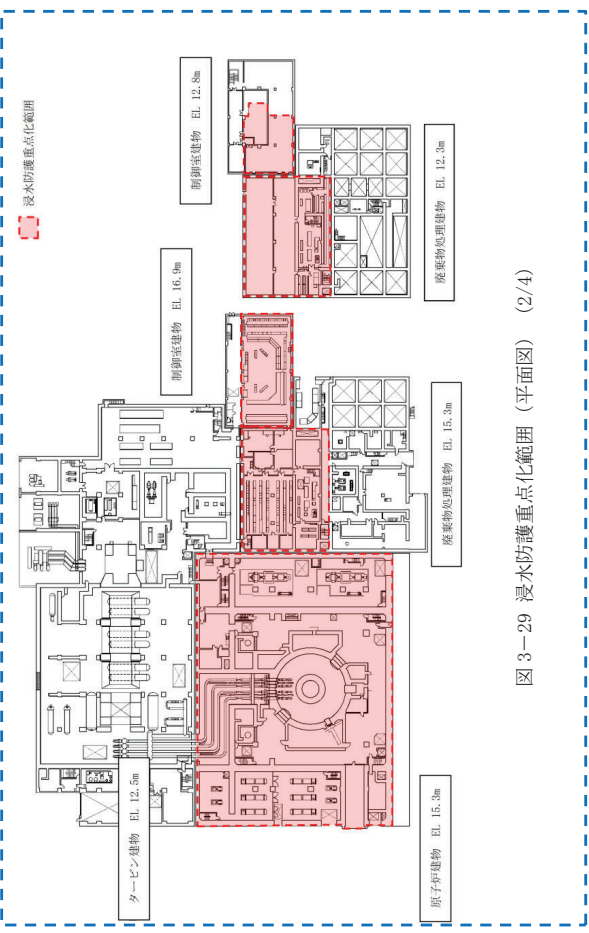 浸水防護重点化範囲
タービン建物 EL 12.5m
制御室建物 EL 16.9m
制御室建物 EL 12.8m
原子炉建物 EL 15.3m
廃棄物処理建物 EL 15.3m
廃棄物処理建物 EL 12.3m
図 3－29 浸水防護重点化範囲（平面図） (2/4)